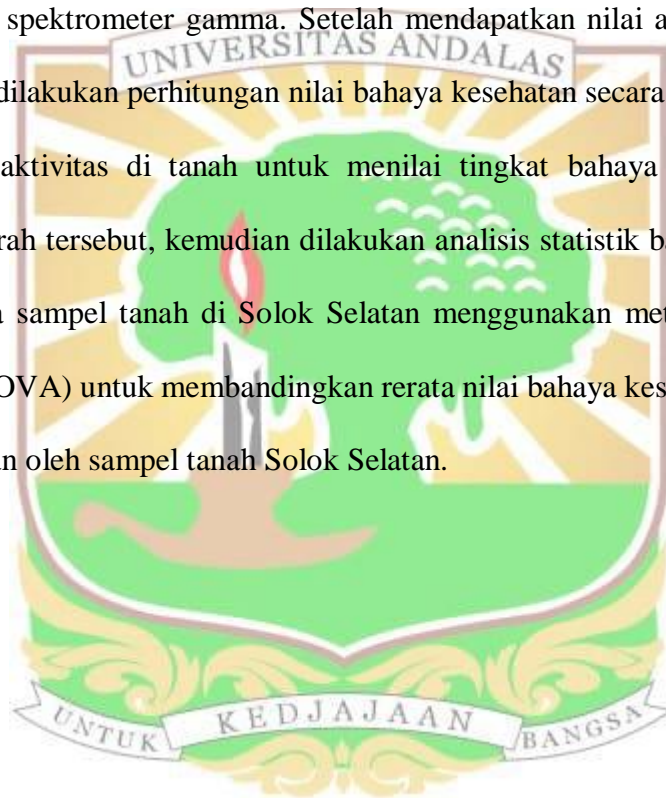 spektrometer gamma. Setelah mendapatkan nilai a
UNIVERSITAS ANDALAS
dilakukan perhitungan nilai bahaya kesehatan secara
aktivitas di tanah untuk menilai tingkat bahaya
rah tersebut, kemudian dilakukan analisis statistik ba
sampel tanah di Solok Selatan menggunakan met
OVA) untuk membandingkan rerata nilai bahaya kes
n oleh sampel tanah Solok Selatan.
UNTUK KEDJAJAAN BANGSA